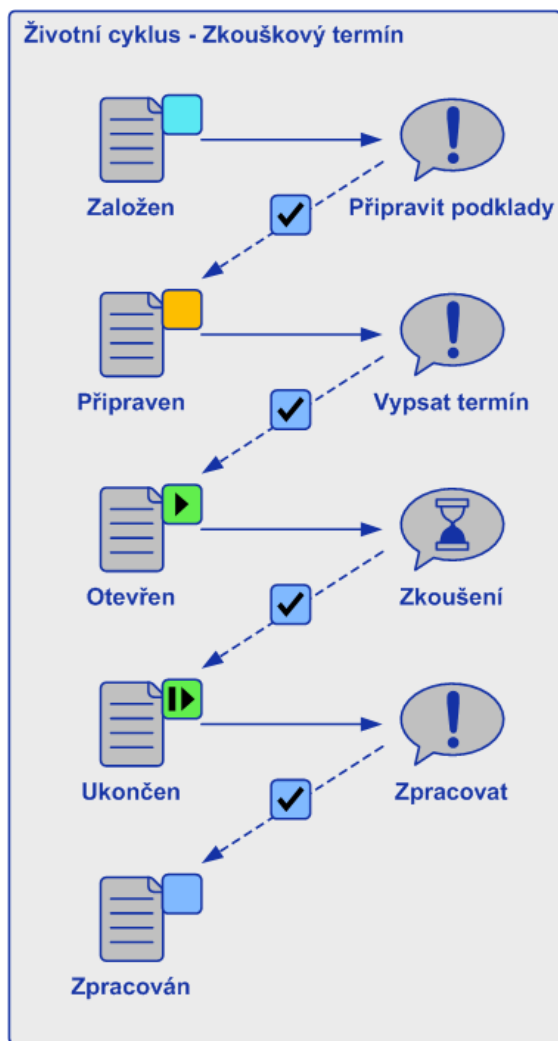 Životní cyklus - Zkouškový termín
Založen
Připravit podklady
Připraven
Vypsat termín
Otevřen
Zkoušení
Ukončen
Zpracovat
Zpracován